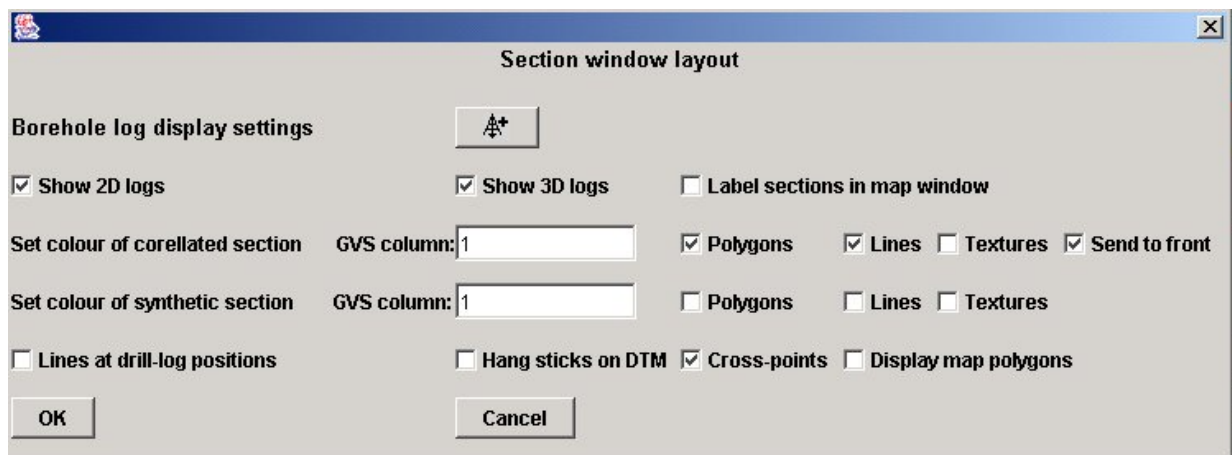 Section window layout
Borehole log display settings
Show 2D logs Show 3D logs Label sections in map window
Set colour of corellated section GVS column: 1 Polygons Lines Textures Send to front
Set colour of synthetic section GVS column: 1 Polygons Lines Textures
Lines at drill-log positions Hang sticks on DTM Cross-points Display map polygons
OK Cancel